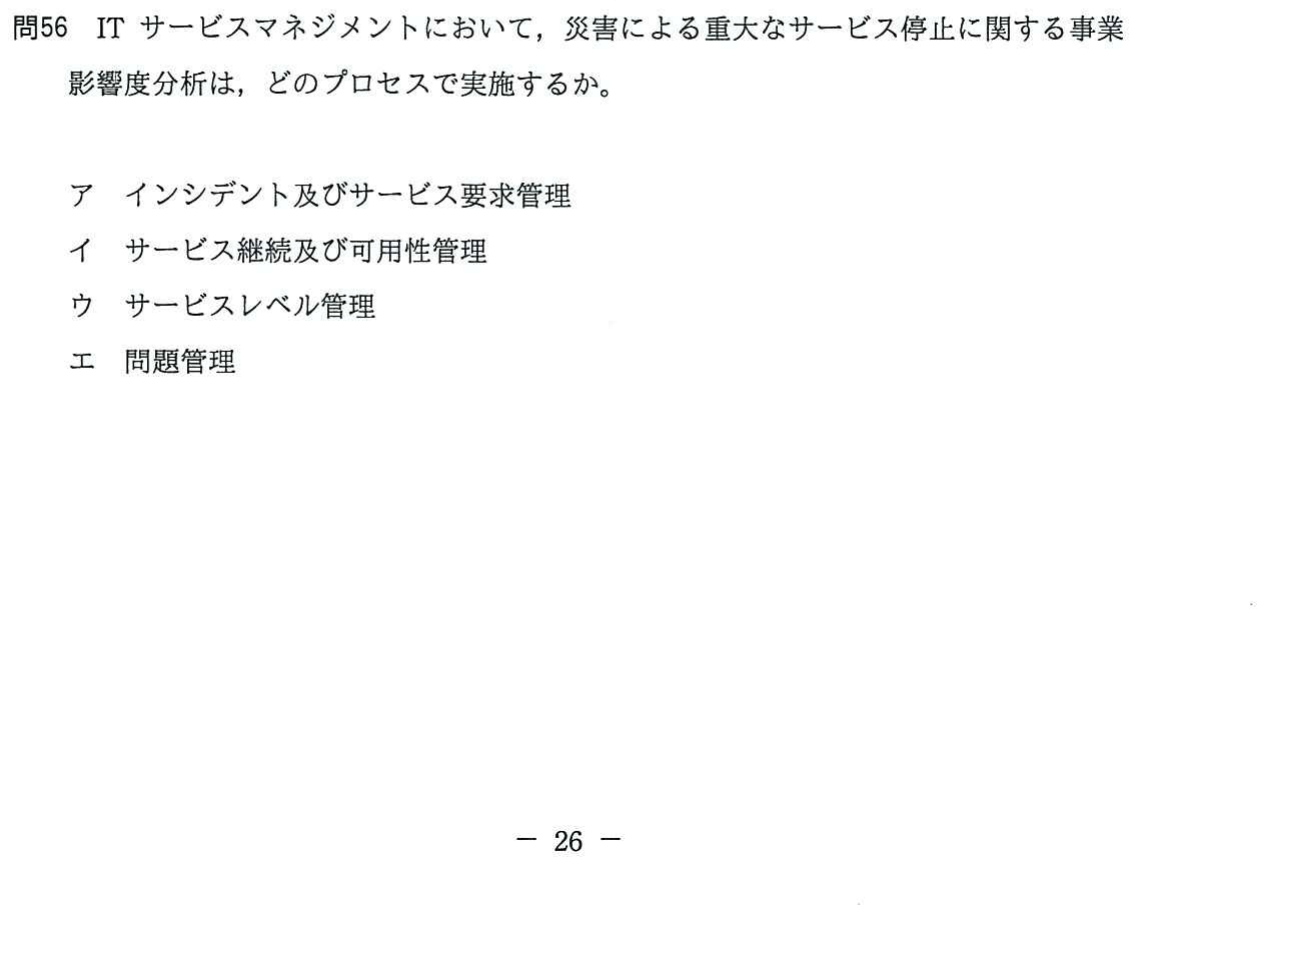 問56　IT サービスマネジメントにおいて，災害による重大なサービス停止に関する事業
影響度分析は，どのプロセスで実施するか。
ア　インシデント及びサービス要求管理
イ　サービス継続及び可用性管理
ウ　サービスレベル管理
エ　問題管理
－ 26 －